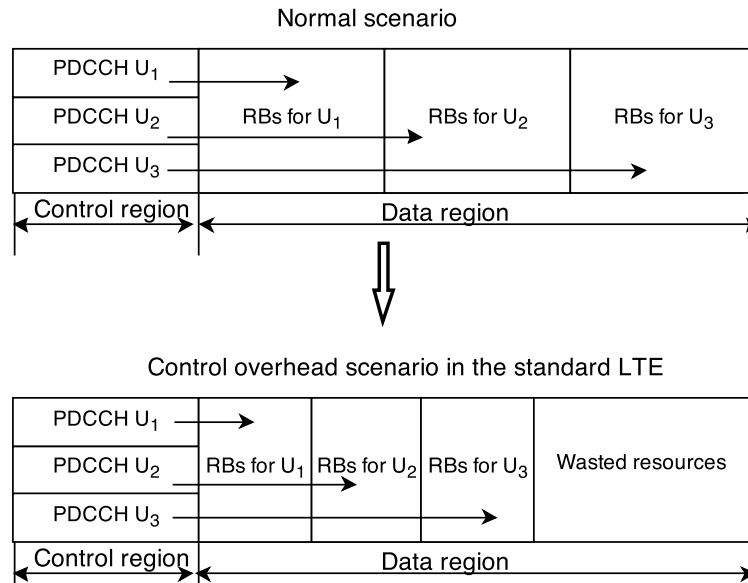 Normal scenario
PDCCH U1
PDCCH U2
PDCCH U3
RBs for U1
RBs for U2
RBs for U3
Control region
Data region
Control overhead scenario in the standard LTE
PDCCH U1
PDCCH U2
PDCCH U3
RBs for U1
RBs for U2
RBs for U3
Wasted resources
Control region
Data region